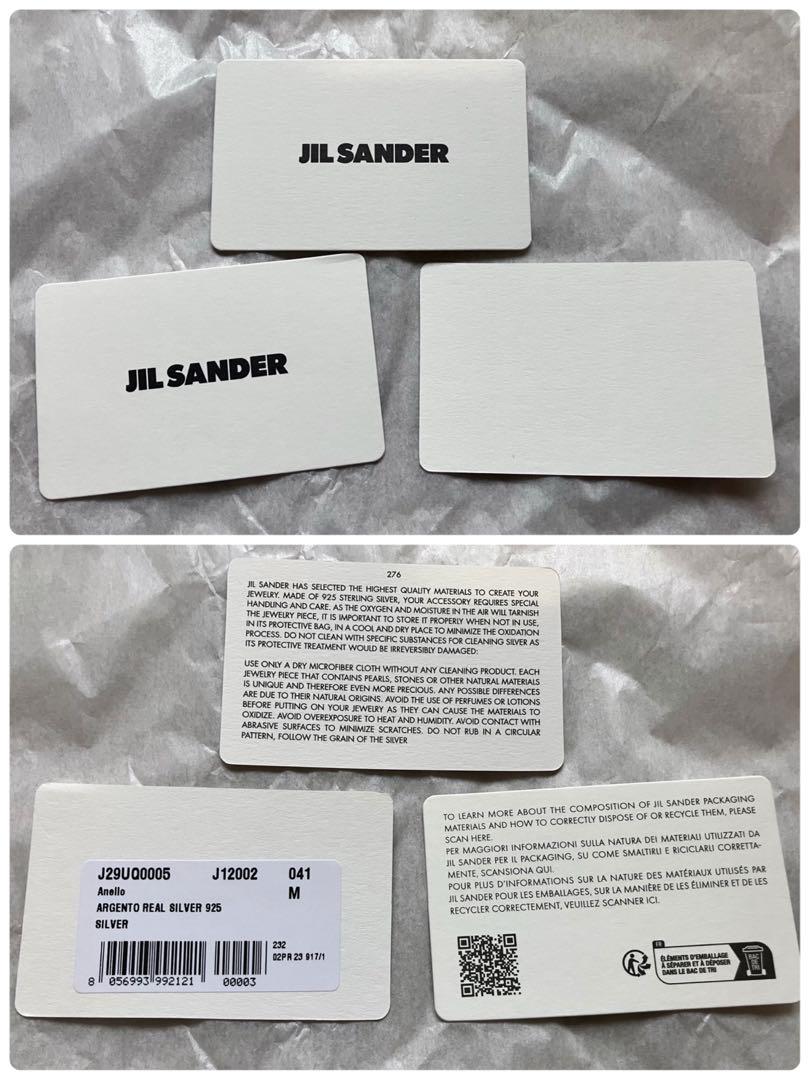 JIL SANDER
JIL SANDER
276
JIL SANDER HAS SELECTED THE HIGHEST QUALITY MATERIALS TO CREATE YOUR
JEWELRY. MADE OF 925 STERLING SILVER, YOUR ACCESSORY REQUIRES SPECIAL
HANDLING AND CARE. AS THE OXYGEN AND MOISTURE IN THE AIR WILL TARNISH
THE JEWELRY PIECE, IT IS IMPORTANT TO STORE IT PROPERLY WHEN NOT IN USE,
IN ITS PROTECTIVE BAG, IN A COOL AND DRY PLACE TO MINIMIZE THE OXIDATION
PROCESS. DO NOT CLEAN WITH SPECIFIC SUBSTANCES FOR CLEANING SILVER AS
ITS PROTECTIVE TREATMENT WOULD BE IRREVERSIBLY DAMAGED:
USE ONLY A DRY MICROFIBER CLOTH WITHOUT ANY CLEANING PRODUCT. EACH
JEWELRY PIECE THAT CONTAINS PEARLS, STONES OR OTHER NATURAL MATERIALS
IS UNIQUE AND THEREFORE EVEN MORE PRECIOUS. ANY POSSIBLE DIFFERENCES
ARE DUE TO THEIR NATURAL ORIGINS. AVOID THE USE OF PERFUMES OR LOTIONS
BEFORE PUTTING ON YOUR JEWELRY AS THEY CAN CAUSE THE MATERIALS TO
OXIDIZE. AVOID OVEREXPOSURE TO HEAT AND HUMIDITY. AVOID CONTACT WITH
ABRASIVE SURFACES TO MINIMIZE SCRATCHES. DO NOT RUB IN A CIRCULAR
PATTERN, FOLLOW THE GRAIN OF THE SILVER
J29UQ0005 J12002 041
Anello M
ARGENTO REAL SILVER 925
SILVER
232
02PR 23 917/1
8 056993 992121 00003
TO LEARN MORE ABOUT THE COMPOSITION OF JIL SANDER PACKAGING
MATERIALS AND HOW TO CORRECTLY DISPOSE OF OR RECYCLE THEM, PLEASE
SCAN HERE.
PER MAGGIORI INFORMAZIONI SULLA NATURA DEI MATERIALI UTILIZZATI DA
JIL SANDER PER IL PACKAGING, SU COME SMALTIRLI E RICICLARLI CORRETTA-
MENTE, SCANSIONA QUI.
POUR PLUS D'INFORMATIONS SUR LA NATURE DES MATÉRIAUX UTILISÉS PAR
JIL SANDER POUR LES EMBALLAGES, SUR LA MANIÈRE DE LES ÉLIMINER ET DE LES
RECYCLER CORRECTEMENT, VEUILLEZ SCANNER ICI.
FR
ÉLÉMENTS D'EMBALLAGE
À SÉPARER ET À DÉPOSER
DANS LE BAC DE TRI
BAC
DE TRI